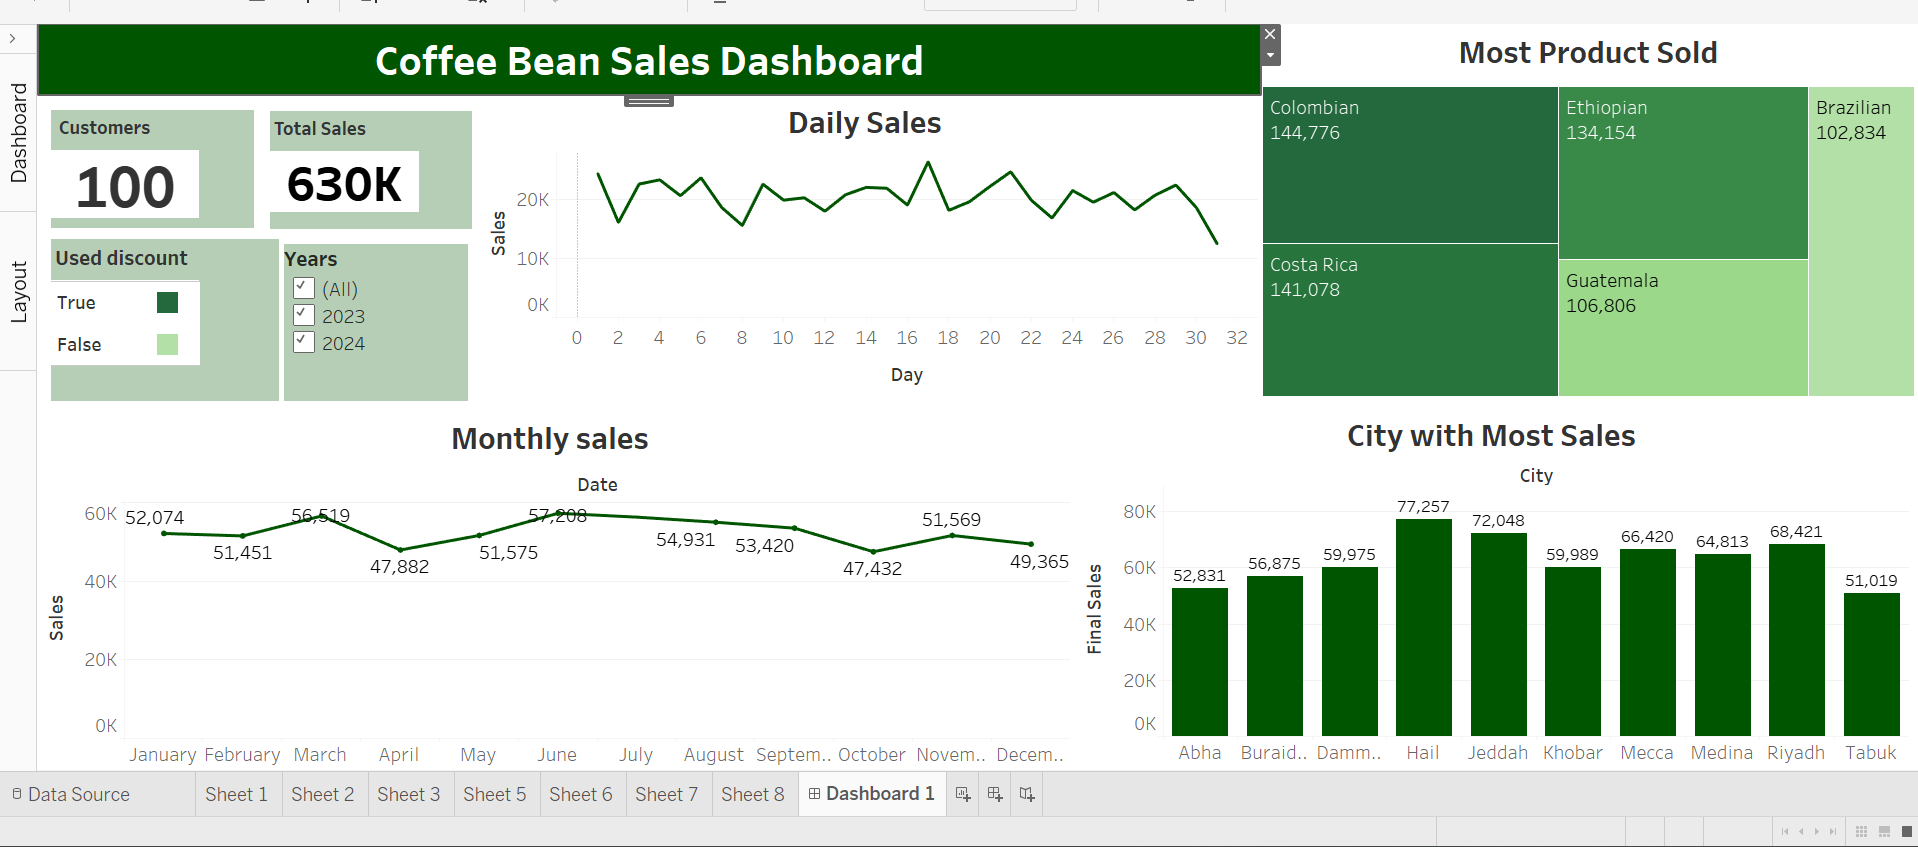 Dashboard
Layout
Coffee Bean Sales Dashboard
Customers
100
Total Sales
630K
Used discount
True
False
Years
(All)
2023
2024
Daily Sales
Sales
20K
10K
0K
0 2 4 6 8 10 12 14 16 18 20 22 24 26 28 30 32
Day
Most Product Sold
Colombian
144,776
Costa Rica
141,078
Ethiopian
134,154
Guatemala
106,806
Brazilian
102,834
Monthly sales
Date
Sales
60K
40K
20K
0K
52,074
51,451
56,519
47,882
51,575
57,208
54,931
53,420
47,432
51,569
49,365
January February March April May June July August Septem.. October Novem.. Decem..
City with Most Sales
City
Final Sales
80K
60K
40K
20K
0K
52,831
56,875
59,975
77,257
72,048
59,989
66,420
64,813
68,421
51,019
Abha Buraid.. Damm.. Hail Jeddah Khobar Mecca Medina Riyadh Tabuk
Data Source Sheet 1 Sheet 2 Sheet 3 Sheet 5 Sheet 6 Sheet 7 Sheet 8 Dashboard 1